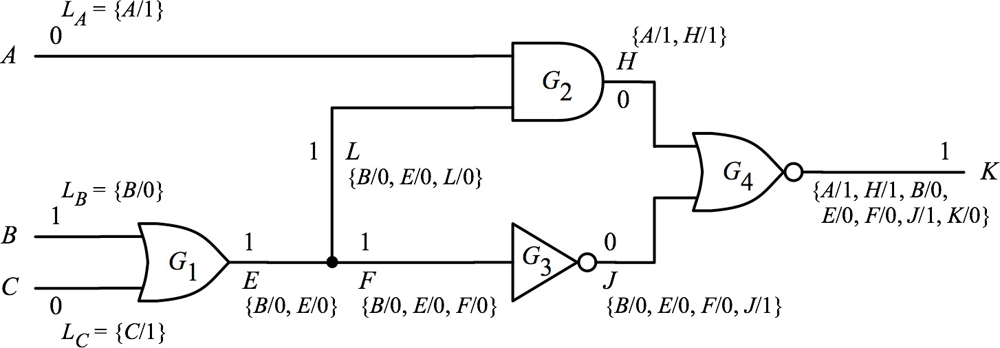 L_A = {A/1}
0
A
{A/1, H/1}
H
G_2
0
1
L
{B/0, E/0, L/0}
1
G_4
K
{A/1, H/1, B/0,
E/0, F/0, J/1, K/0}
L_B = {B/0}
1
B
G_1
1
E
{B/0, E/0}
1
F
{B/0, E/0, F/0}
G_3
0
J
{B/0, E/0, F/0, J/1}
C
0
L_C = {C/1}